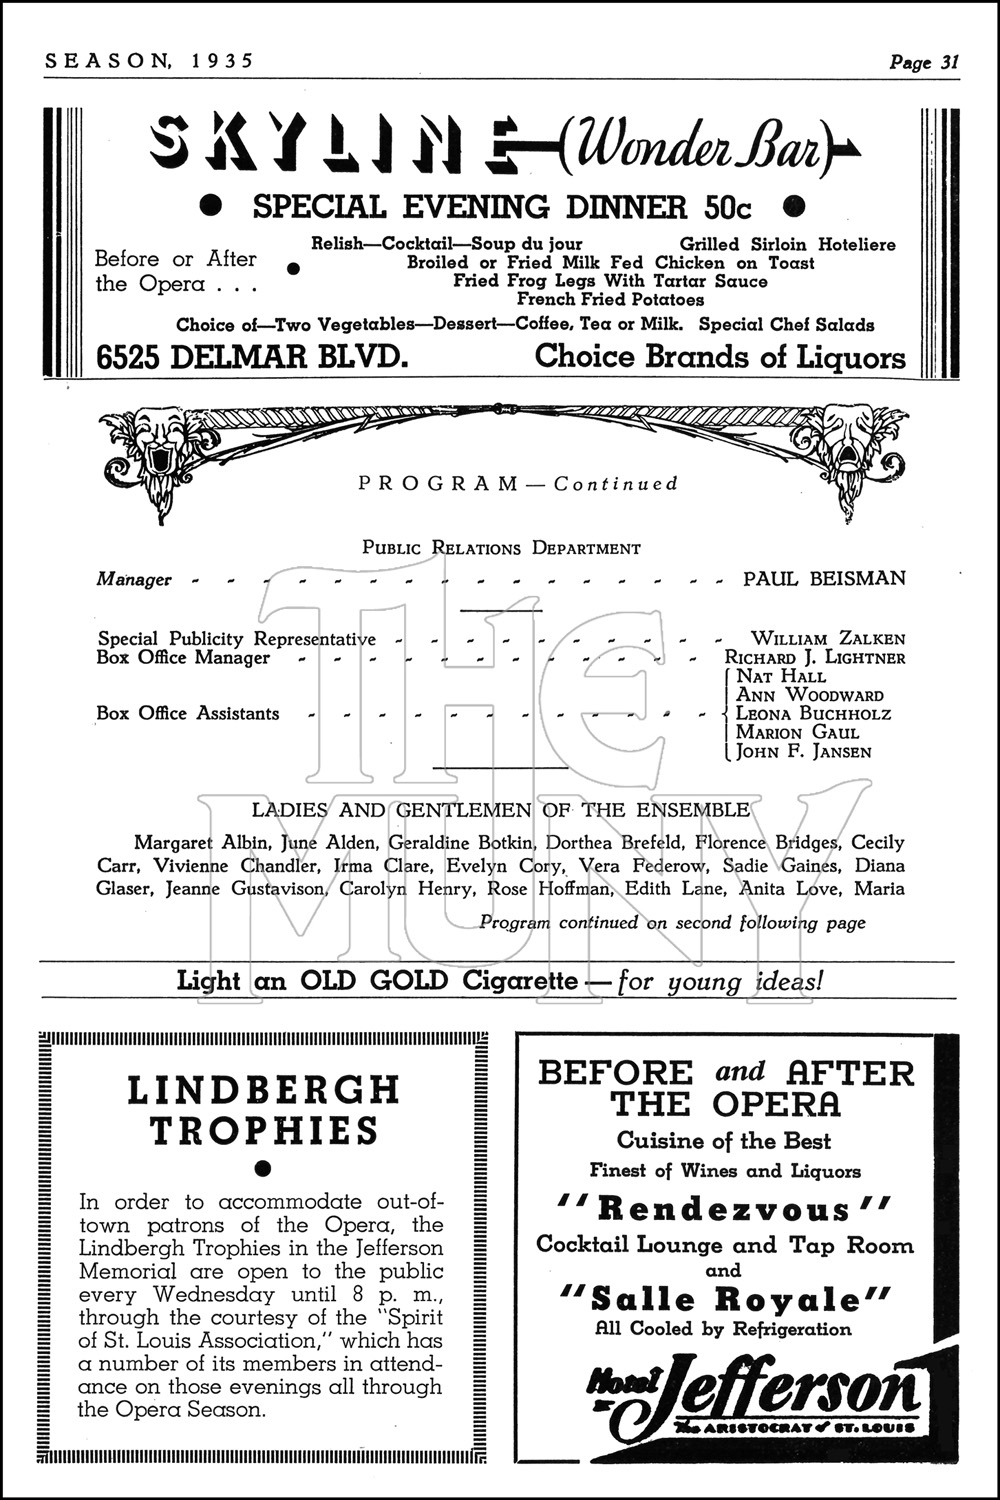 SEASON, 1935
Page 31
SKYLINE (Wonder Bar)
● SPECIAL EVENING DINNER 50c ●
Before or After
the Opera . . .
●
Relish—Cocktail—Soup du jour Grilled Sirloin Hoteliere
Broiled or Fried Milk Fed Chicken on Toast
Fried Frog Legs With Tartar Sauce
French Fried Potatoes
Choice of—Two Vegetables—Dessert—Coffee, Tea or Milk. Special Chef Salads
6525 DELMAR BLVD. Choice Brands of Liquors
PROGRAM—Continued
PUBLIC RELATIONS DEPARTMENT
Manager - - - - - - - - - - - - - - - - PAUL BEISMAN
Special Publicity Representative - - - - - - - - - - WILLIAM ZALKEN
Box Office Manager - - - - - - - - - - - - RICHARD J. LIGHTNER
NAT HALL
ANN WOODWARD
Box Office Assistants - - - - - - - - - - - - LEONA BUCHHOLZ
MARION GAUL
JOHN F. JANSEN
LADIES AND GENTLEMEN OF THE ENSEMBLE
Margaret Albin, June Alden, Geraldine Botkin, Dorthea Brefeld, Florence Bridges, Cecily
Carr, Vivienne Chandler, Irma Clare, Evelyn Cory, Vera Federow, Sadie Gaines, Diana
Glaser, Jeanne Gustavison, Carolyn Henry, Rose Hoffman, Edith Lane, Anita Love, Maria
Program continued on second following page
THE
MUNY
Light an OLD GOLD Cigarette—for young ideas!
LINDBERGH
TROPHIES
●
In order to accommodate out-of-
town patrons of the Opera, the
Lindbergh Trophies in the Jefferson
Memorial are open to the public
every Wednesday until 8 p. m.,
through the courtesy of the "Spirit
of St. Louis Association," which has
a number of its members in attend-
ance on those evenings all through
the Opera Season.
BEFORE and AFTER
THE OPERA
Cuisine of the Best
Finest of Wines and Liquors
"Rendezvous"
Cocktail Lounge and Tap Room
and
"Salle Royale"
All Cooled by Refrigeration
Hotel Jefferson
The ARISTOCRAT of ST. LOUIS